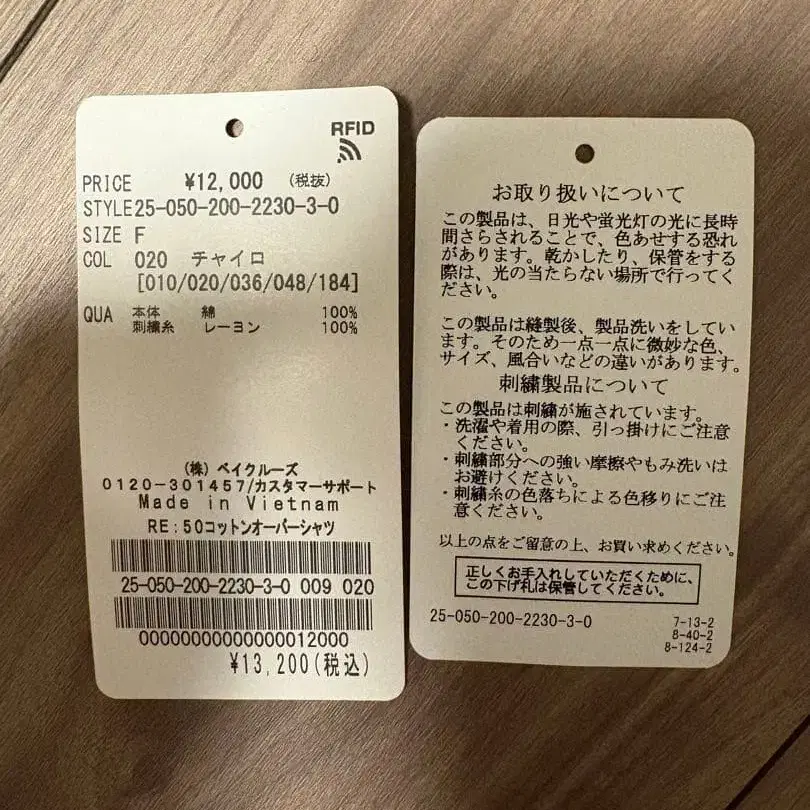 RFID
PRICE ¥12,000 (税抜)
STYLE25-050-200-2230-3-0
SIZE F
COL 020 チャイロ
[010/020/036/048/184]
QUA 本体 綿 100%
刺繍糸 レーヨン 100%
(株)ベイクルーズ
0120-301457/カスタマーサポート
Made in Vietnam
RE:50コットンオーバーシャツ
25-050-200-2230-3-0 009 020
00000000000000012000
¥13,200(税込)
お取り扱いについて
この製品は、日光や蛍光灯の光に長時
間さらされることで、色あせする恐れ
があります。乾かしたり、保管をする
際は、光の当たらない場所で行ってく
ださい。
この製品は縫製後、製品洗いをしてい
ます。そのため一点一点に微妙な色、
サイズ、風合いなどの違いがあります。
刺繍製品について
この製品は刺繍が施されています。
・洗濯や着用の際、引っ掛けにご注意
ください。
・刺繍部分への強い摩擦やもみ洗いは
お避けください。
・刺繍糸の色落ちによる色移りにご注
意ください。
以上の点をご留意の上、お買い求めください。
正しくお手入れしていただくために、
この下げ札は保管してください。
25-050-200-2230-3-0
7-13-2
8-40-2
8-124-2